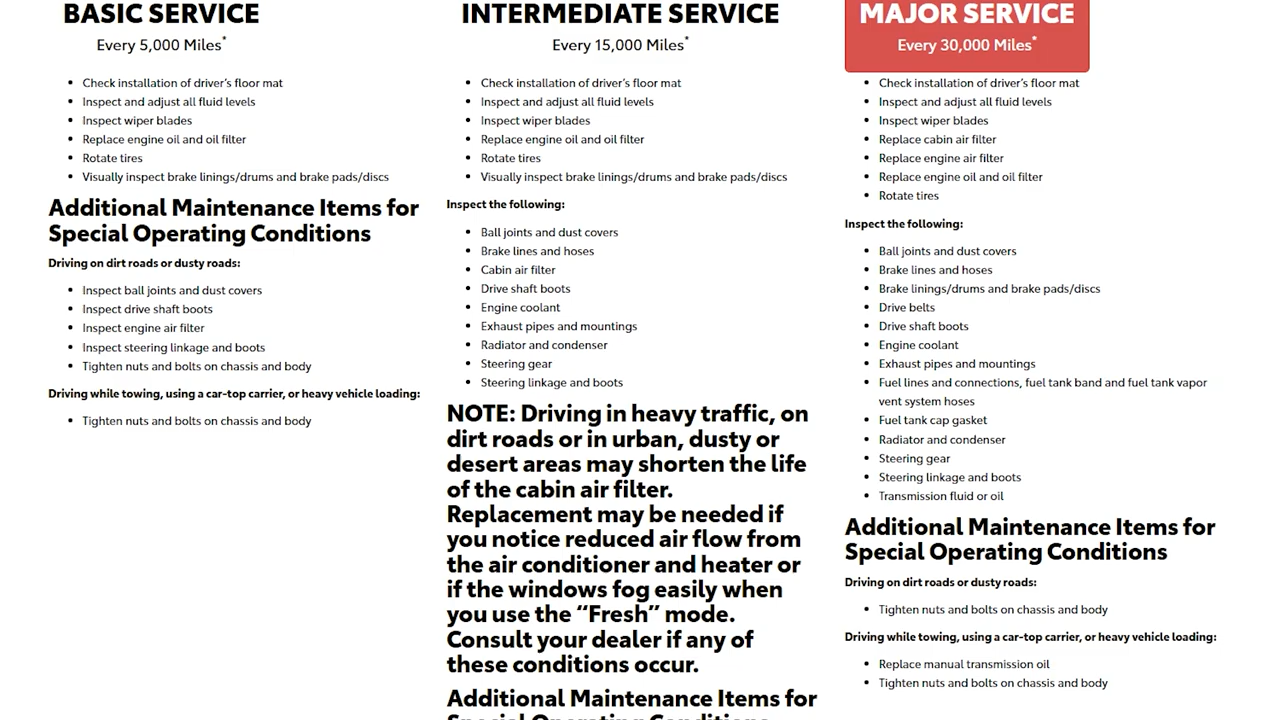 BASIC SERVICE
Every 5,000 Miles*
Check installation of driver's floor mat
Inspect and adjust all fluid levels
Inspect wiper blades
Replace engine oil and oil filter
Rotate tires
Visually inspect brake linings/drums and brake pads/discs
Additional Maintenance Items for
Special Operating Conditions
Driving on dirt roads or dusty roads:
Inspect ball joints and dust covers
Inspect drive shaft boots
Inspect engine air filter
Inspect steering linkage and boots
Tighten nuts and bolts on chassis and body
Driving while towing, using a car-top carrier, or heavy vehicle loading:
Tighten nuts and bolts on chassis and body
INTERMEDIATE SERVICE
Every 15,000 Miles*
Check installation of driver's floor mat
Inspect and adjust all fluid levels
Inspect wiper blades
Replace engine oil and oil filter
Rotate tires
Visually inspect brake linings/drums and brake pads/discs
Inspect the following:
Ball joints and dust covers
Brake lines and hoses
Cabin air filter
Drive shaft boots
Engine coolant
Exhaust pipes and mountings
Radiator and condenser
Steering gear
Steering linkage and boots
NOTE: Driving in heavy traffic, on
dirt roads or in urban, dusty or
desert areas may shorten the life
of the cabin air filter.
Replacement may be needed if
you notice reduced air flow from
the air conditioner and heater or
if the windows fog easily when
you use the “Fresh” mode.
Consult your dealer if any of
these conditions occur.
Additional Maintenance Items for
Special Operating Conditions
MAJOR SERVICE
Every 30,000 Miles*
Check installation of driver's floor mat
Inspect and adjust all fluid levels
Inspect wiper blades
Replace cabin air filter
Replace engine air filter
Replace engine oil and oil filter
Rotate tires
Inspect the following:
Ball joints and dust covers
Brake lines and hoses
Brake linings/drums and brake pads/discs
Drive belts
Drive shaft boots
Engine coolant
Exhaust pipes and mountings
Fuel lines and connections, fuel tank band and fuel tank vapor
vent system hoses
Fuel tank cap gasket
Radiator and condenser
Steering gear
Steering linkage and boots
Transmission fluid or oil
Additional Maintenance Items for
Special Operating Conditions
Driving on dirt roads or dusty roads:
Tighten nuts and bolts on chassis and body
Driving while towing, using a car-top carrier, or heavy vehicle loading:
Replace manual transmission oil
Tighten nuts and bolts on chassis and body